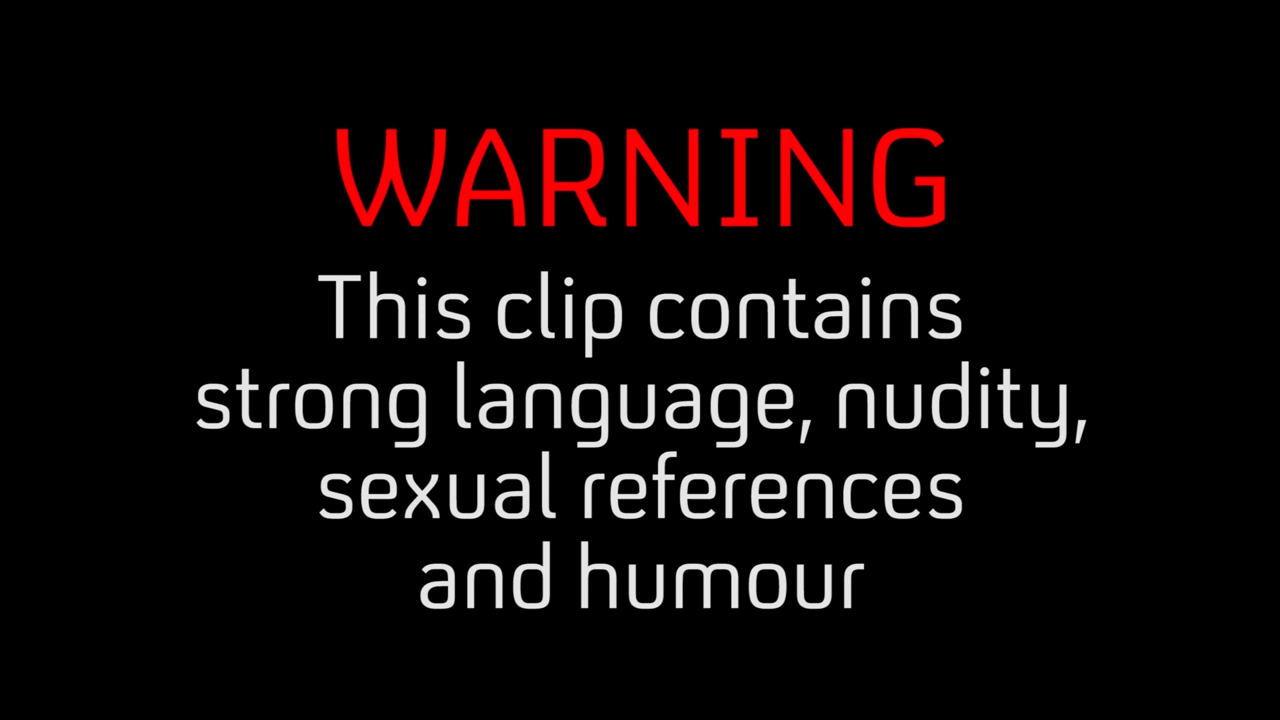 WARNING
This clip contains
strong language, nudity,
sexual references
and humour